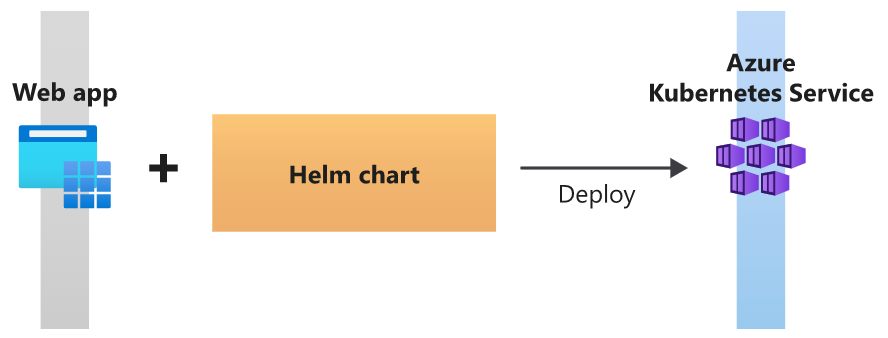 Web app
+
Helm chart
Deploy
Azure
Kubernetes Service